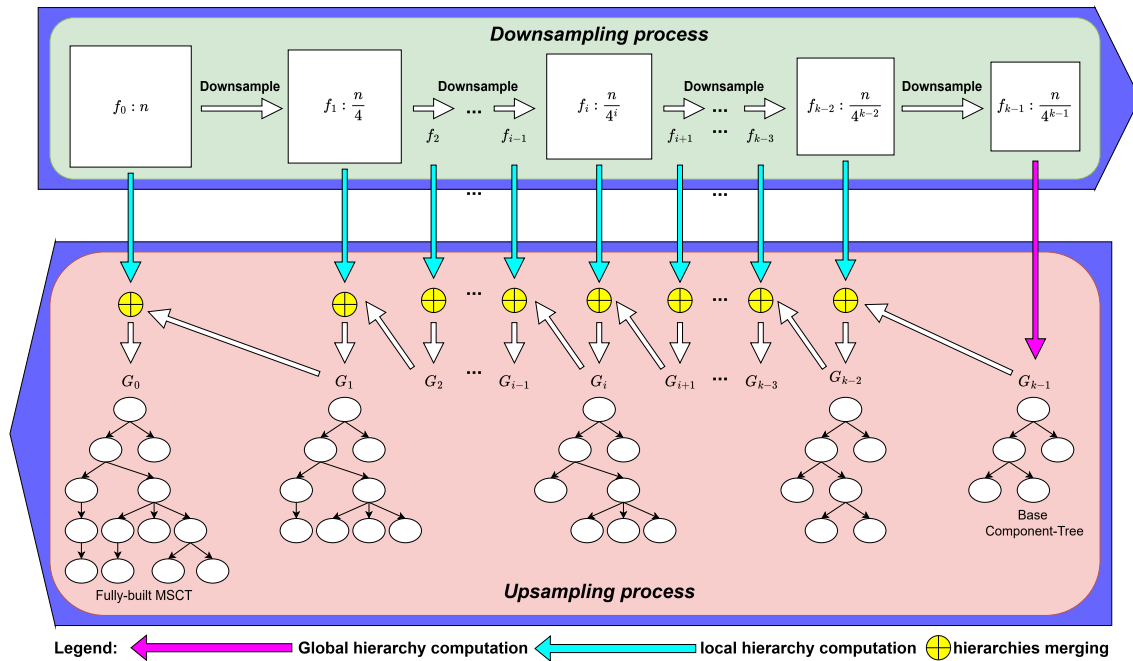 Downsampling process
f_0 : n
Downsample
f_1 : n/4
Downsample
...
f_2
f_{i-1}
f_i : n/4^i
Downsample
...
...
f_{i+1}
f_{k-3}
f_{k-2} : n/4^{k-2}
Downsample
f_{k-1} : n/4^{k-1}
... ...
... ...
G_0 G_1 G_2 ... G_{i-1} G_i G_{i+1} ... G_{k-3} G_{k-2} G_{k-1}
Base
Component-Tree
Fully-built MSCT
Upsampling process
Legend: Global hierarchy computation local hierarchy computation hierarchies merging